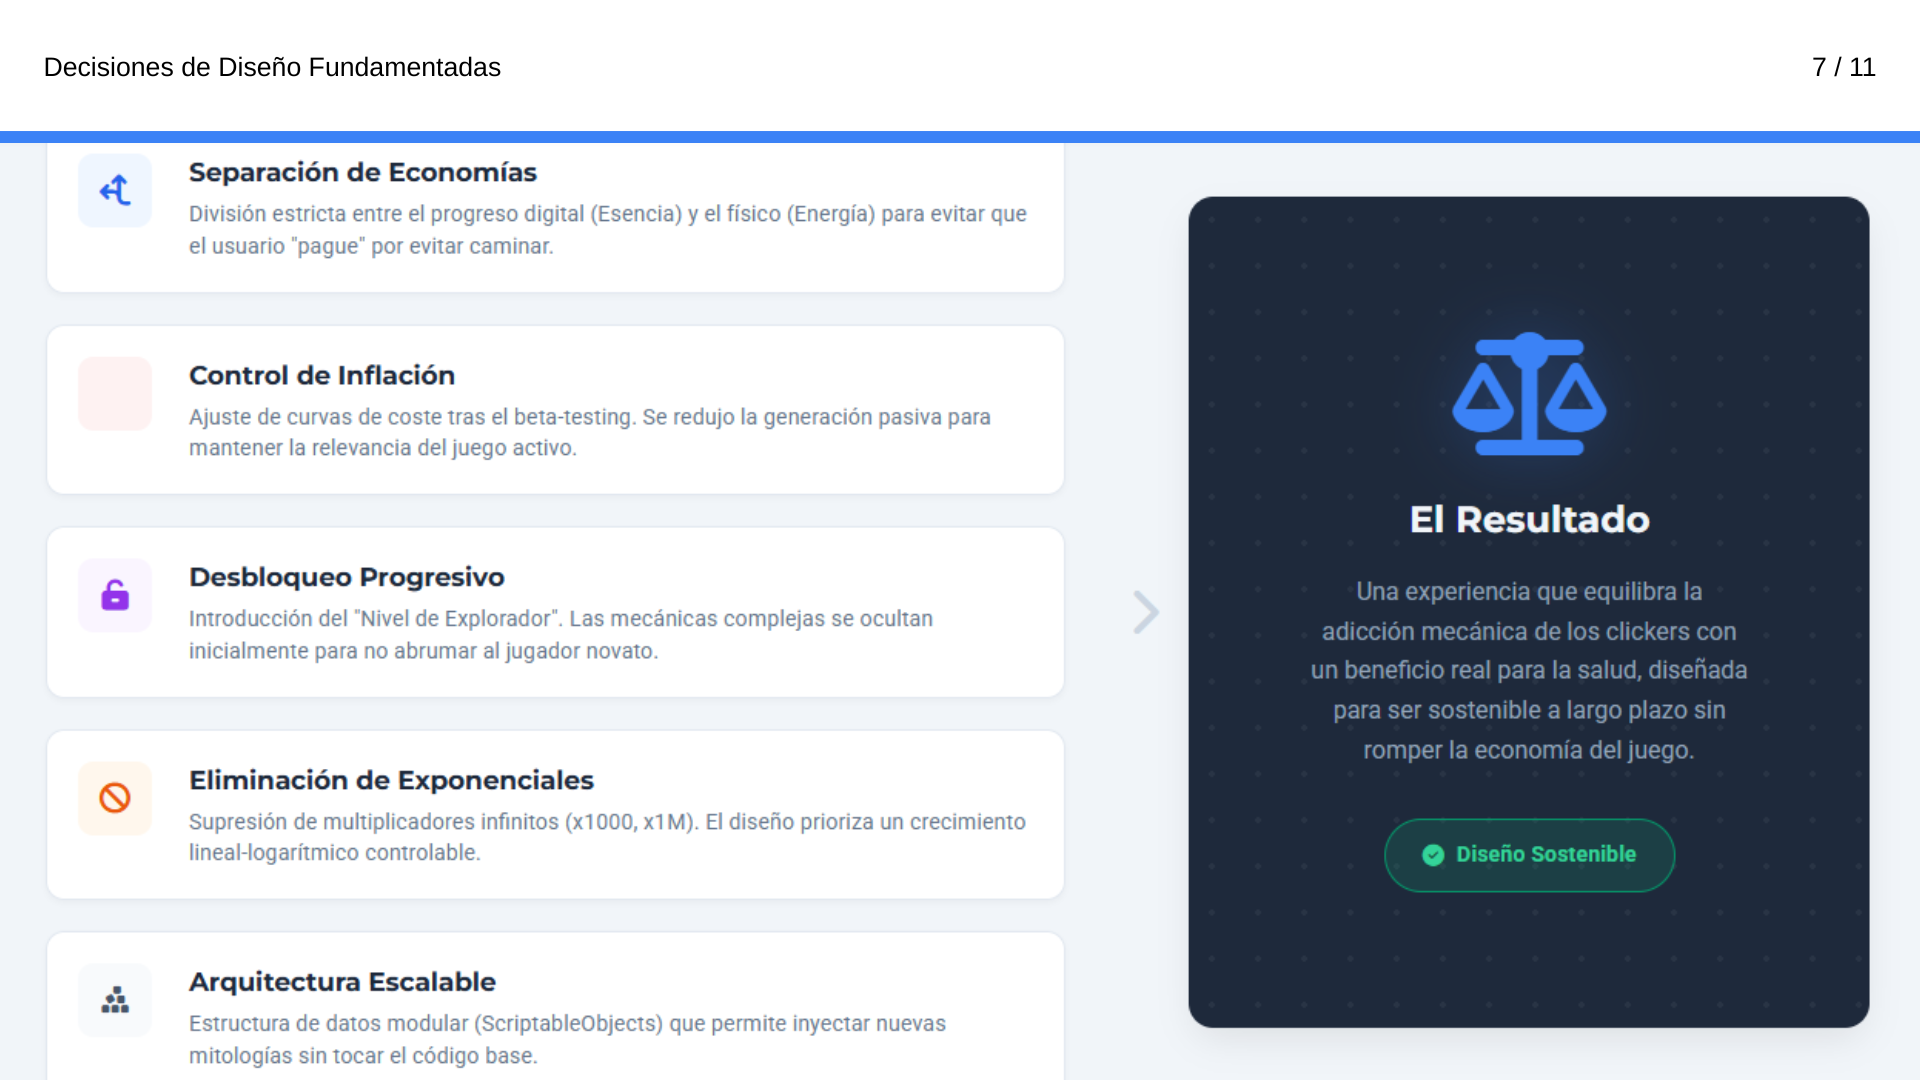 Decisiones de Diseño Fundamentadas
7 / 11
Separación de Economías
División estricta entre el progreso digital (Esencia) y el físico (Energía) para evitar que
el usuario "pague" por evitar caminar.
Control de Inflación
Ajuste de curvas de coste tras el beta-testing. Se redujo la generación pasiva para
mantener la relevancia del juego activo.
Desbloqueo Progresivo
Introducción del "Nivel de Explorador". Las mecánicas complejas se ocultan
inicialmente para no abrumar al jugador novato.
Eliminación de Exponenciales
Supresión de multiplicadores infinitos (x1000, x1M). El diseño prioriza un crecimiento
lineal-logarítmico controlable.
Arquitectura Escalable
Estructura de datos modular (ScriptableObjects) que permite inyectar nuevas
mitologías sin tocar el código base.
El Resultado
Una experiencia que equilibra la
adicción mecánica de los clickers con
un beneficio real para la salud, diseñada
para ser sostenible a largo plazo sin
romper la economía del juego.
Diseño Sostenible